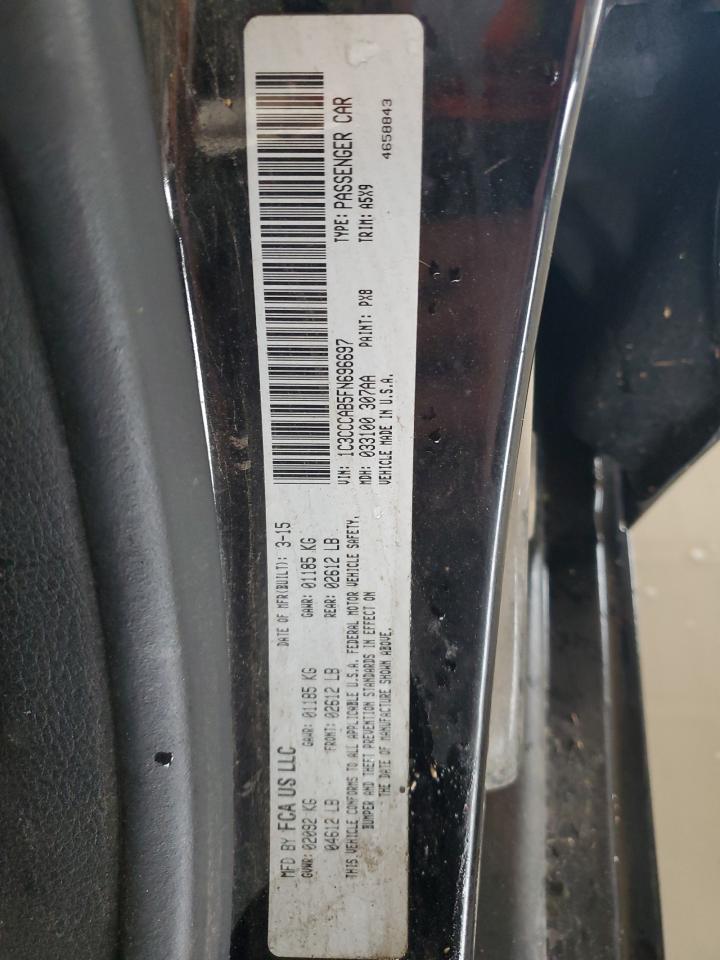 MFD BY FCA US LLC DATE OF MFR(BUILT): 3-15
GVWR: 02092 KG GAWR: 01185 KG GAWR: 01185 KG
04612 LB FRONT: 02612 LB REAR: 02612 LB
THIS VEHICLE CONFORMS TO ALL APPLICABLE U.S.A. FEDERAL MOTOR VEHICLE SAFETY,
BUMPER AND THEFT PREVENTION STANDARDS IN EFFECT ON
THE DATE OF MANUFACTURE SHOWN ABOVE.
VIN: 1C3CCCAB5FN696697 TYPE: PASSENGER CAR
MDH: 033100 307AA PAINT: PX8 TRIM: A5X9
VEHICLE MADE IN U.S.A. 4658843